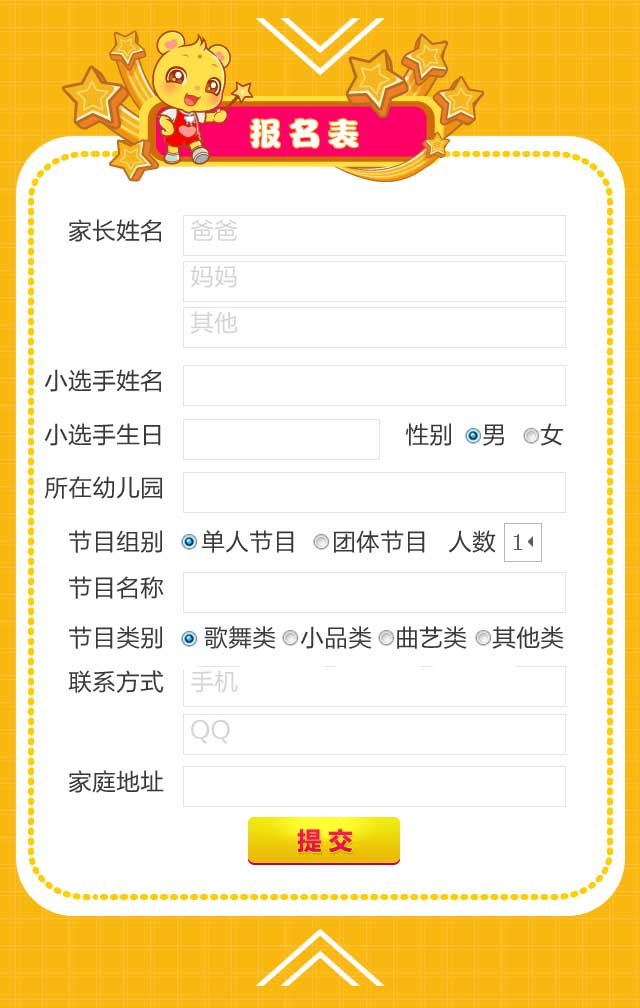 报名表
家长姓名 爸爸
妈妈
其他
小选手姓名
小选手生日 性别 男 女
所在幼儿园
节目组别 单人节目 团体节目 人数 1
节目名称
节目类别 歌舞类 小品类 曲艺类 其他类
联系方式 手机
QQ
家庭地址
提交